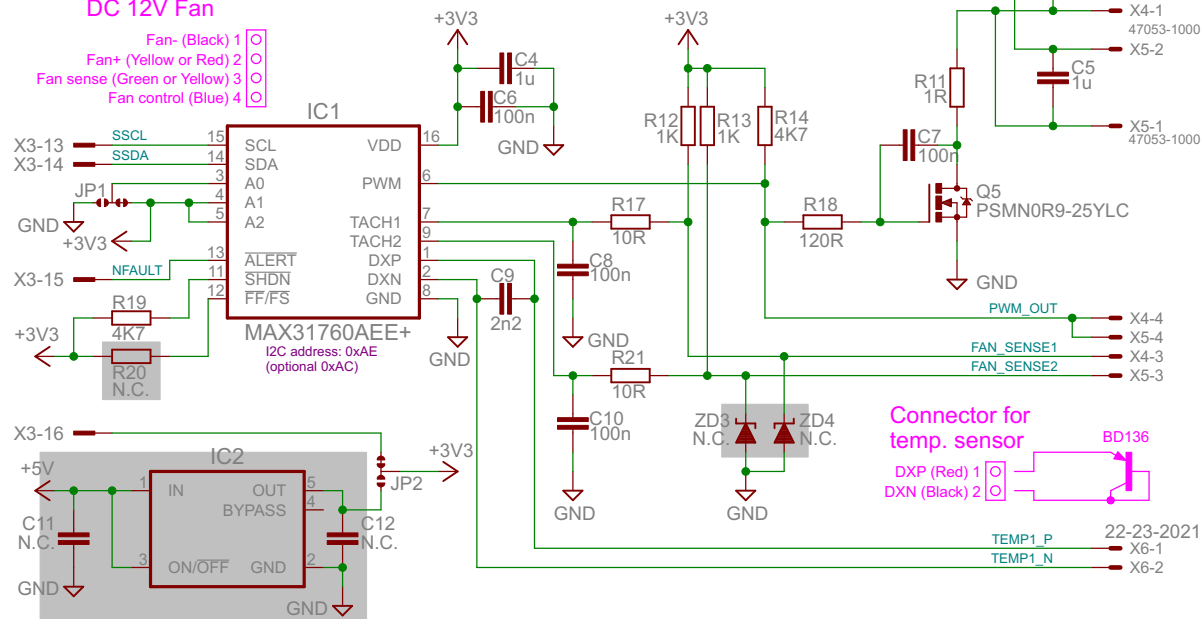 DC 12V Fan
Fan- (Black) 1
Fan+ (Yellow or Red) 2
Fan sense (Green or Yellow) 3
Fan control (Blue) 4
+3V3
C4
1u
C6
100n
GND
+3V3
R12
1K
R13
1K
R14
4K7
R11
1R
C7
100n
Q5
PSMN0R9-25YLC
GND
C5
1u
X4-1
47053-1000
X5-2
X5-1
47053-1000
IC1
X3-13
SSCL
15
SCL
X3-14
SSDA
14
SDA
3
A0
4
A1
5
A2
JP1
GND
+3V3
X3-15
NFAULT
13
ALERT
11
SHDN
12
FF/FS
16
VDD
6
PWM
7
TACH1
9
TACH2
1
DXP
2
DXN
8
GND
MAX31760AEE+
I2C address: 0xAE
(optional 0xAC)
R19
4K7
+3V3
R20
N.C.
GND
C9
2n2
R17
10R
C8
100n
GND
R18
120R
R21
10R
C10
100n
GND
PWM_OUT
X4-4
X5-4
FAN_SENSE1
X4-3
FAN_SENSE2
X5-3
ZD3
N.C.
ZD4
N.C.
GND
Connector for
temp. sensor
BD136
DXP (Red) 1
DXN (Black) 2
X3-16
+3V3
JP2
+5V
IC2
1
IN
OUT
5
BYPASS
4
3
ON/OFF
GND
2
C11
N.C.
GND
C12
N.C.
GND
22-23-2021
TEMP1_P
X6-1
TEMP1_N
X6-2